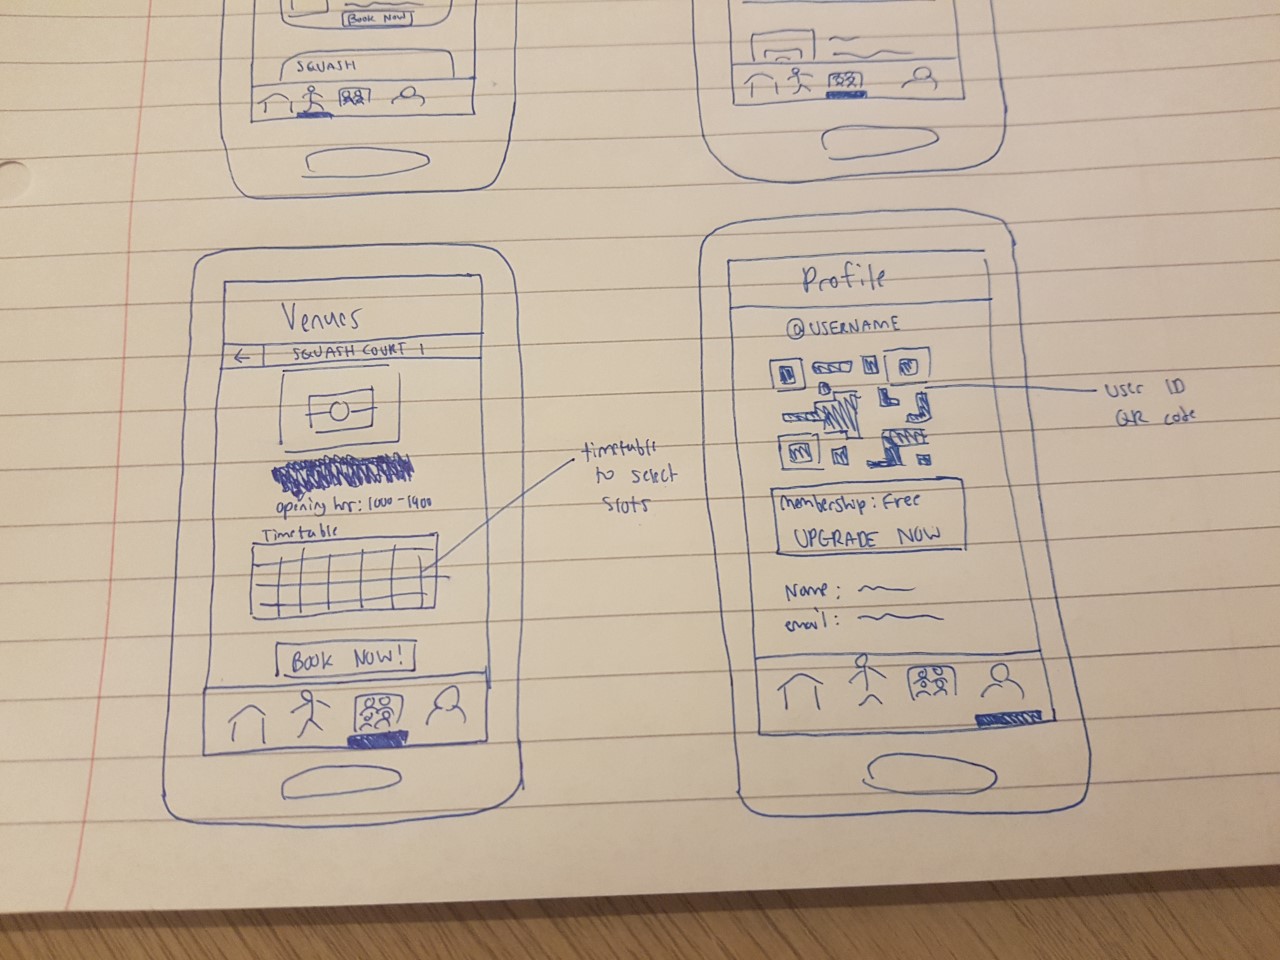 Book Now
SQUASH
Venues
←
SQUASH COURT 1
opening hr: 1000-1900
Timetable
BOOK NOW!
timetable
to select
slots
Profile
@USERNAME
membership: Free
UPGRADE NOW
Name:
email:
User ID
QR code